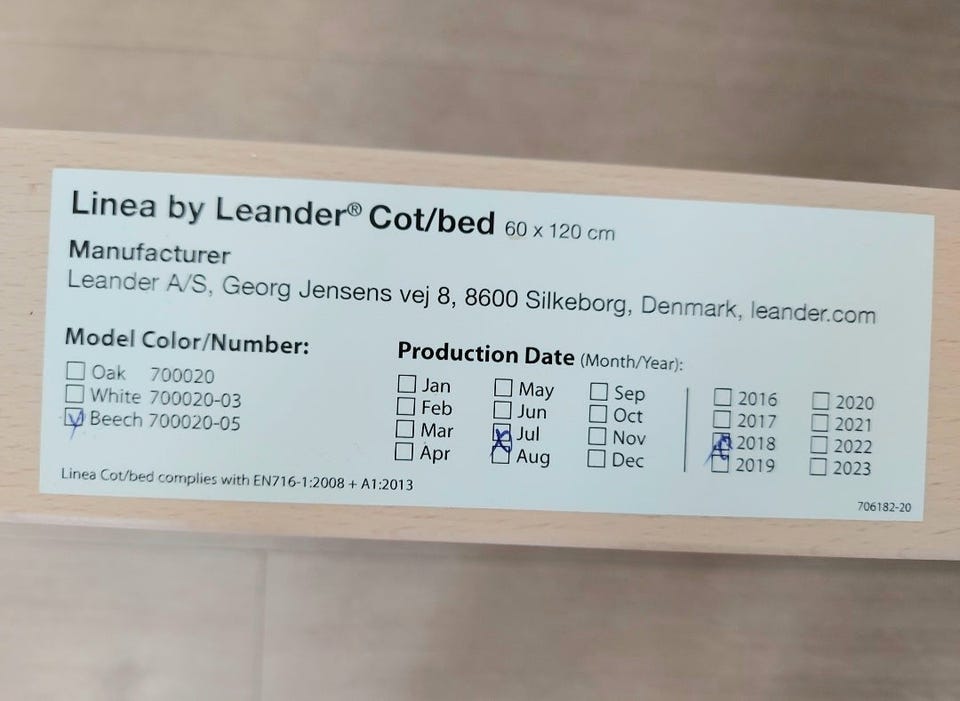 Linea by Leander® Cot/bed 60 x 120 cm
Manufacturer
Leander A/S, Georg Jensens vej 8, 8600 Silkeborg, Denmark, leander.com
Model Color/Number:
Oak 700020
White 700020-03
Beech 700020-05
Production Date (Month/Year):
Jan May Sep 2016 2020
Feb Jun Oct 2017 2021
Mar Jul Nov 2018 2022
Apr Aug Dec 2019 2023
Linea Cot/bed complies with EN716-1:2008 + A1:2013
706182-20